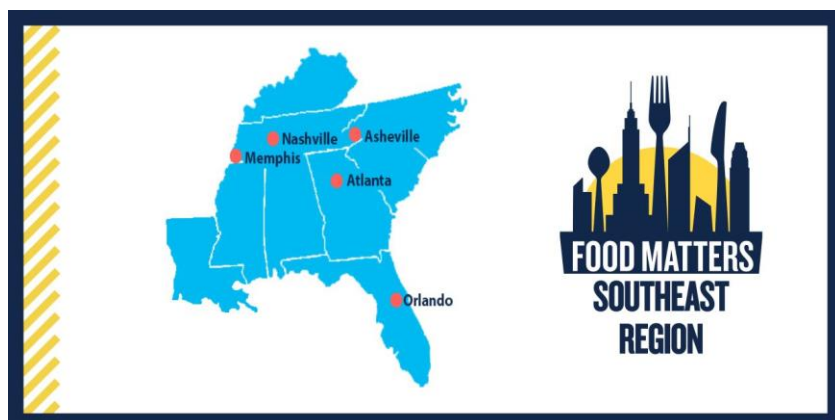 Nashville
Asheville
Memphis
Atlanta
Orlando
FOOD MATTERS
SOUTHEAST
REGION